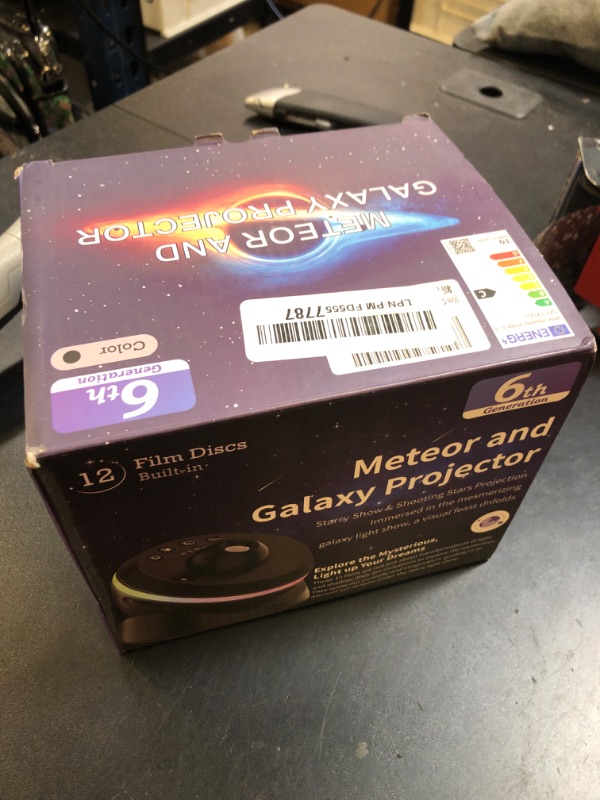 METEOR AND
GALAXY PROJECTOR
LPN PM FD5557787
ENERG
Color
6th
Generation
6th
Generation
12 Film Discs
Built-in
Meteor and
Galaxy Projector
Starry Show & Shooting Stars Projection
Immersed in the mesmerizing
galaxy light show, a visual feast unfolds
Explore the Mysterious,
Light up Your Dreams